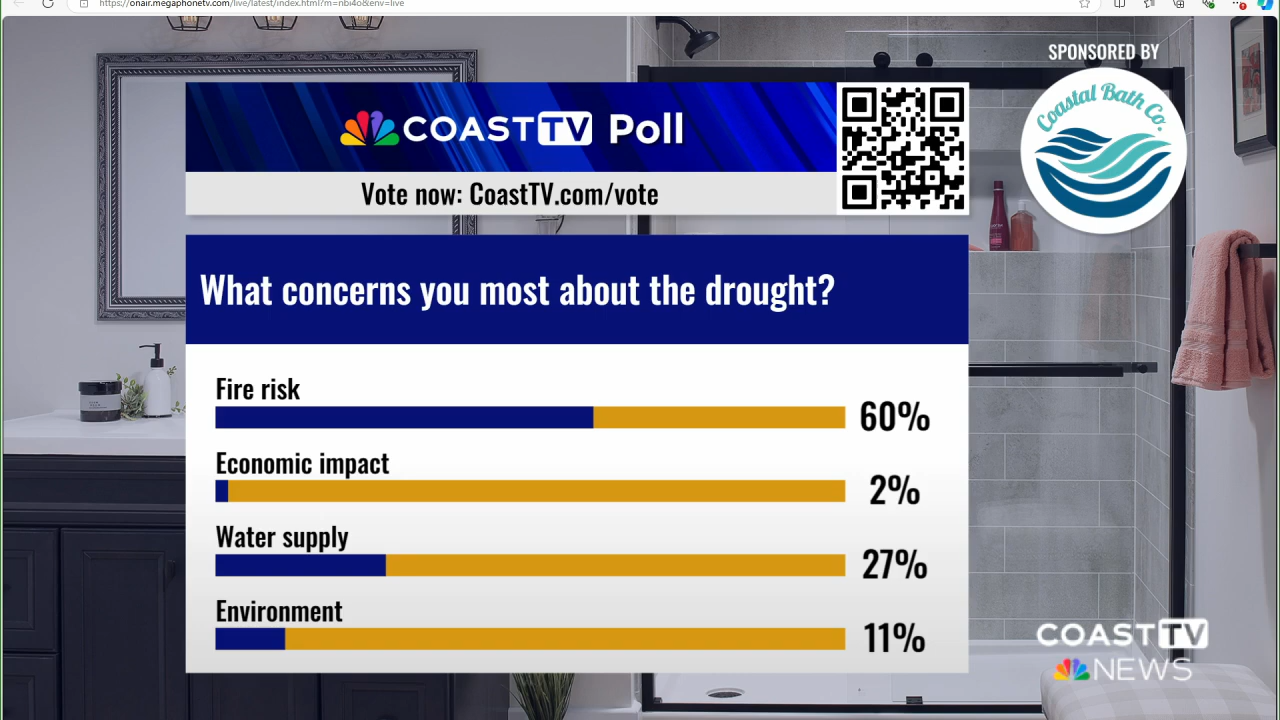 https://onair.megaphonetv.com/live/latest/index.html?m=nbi4o&env=live
SPONSORED BY
Coastal Bath Co.
COAST TV Poll
Vote now: CoastTV.com/vote
What concerns you most about the drought?
Fire risk
60%
Economic impact
2%
Water supply
27%
Environment
11%
COAST TV
NEWS